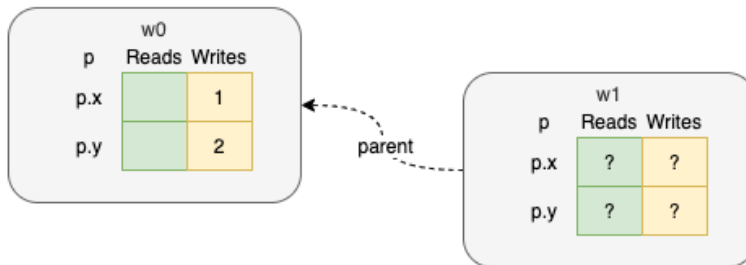 w0
p Reads Writes
p.x 1
p.y 2
parent
w1
p Reads Writes
p.x ? ?
p.y ? ?